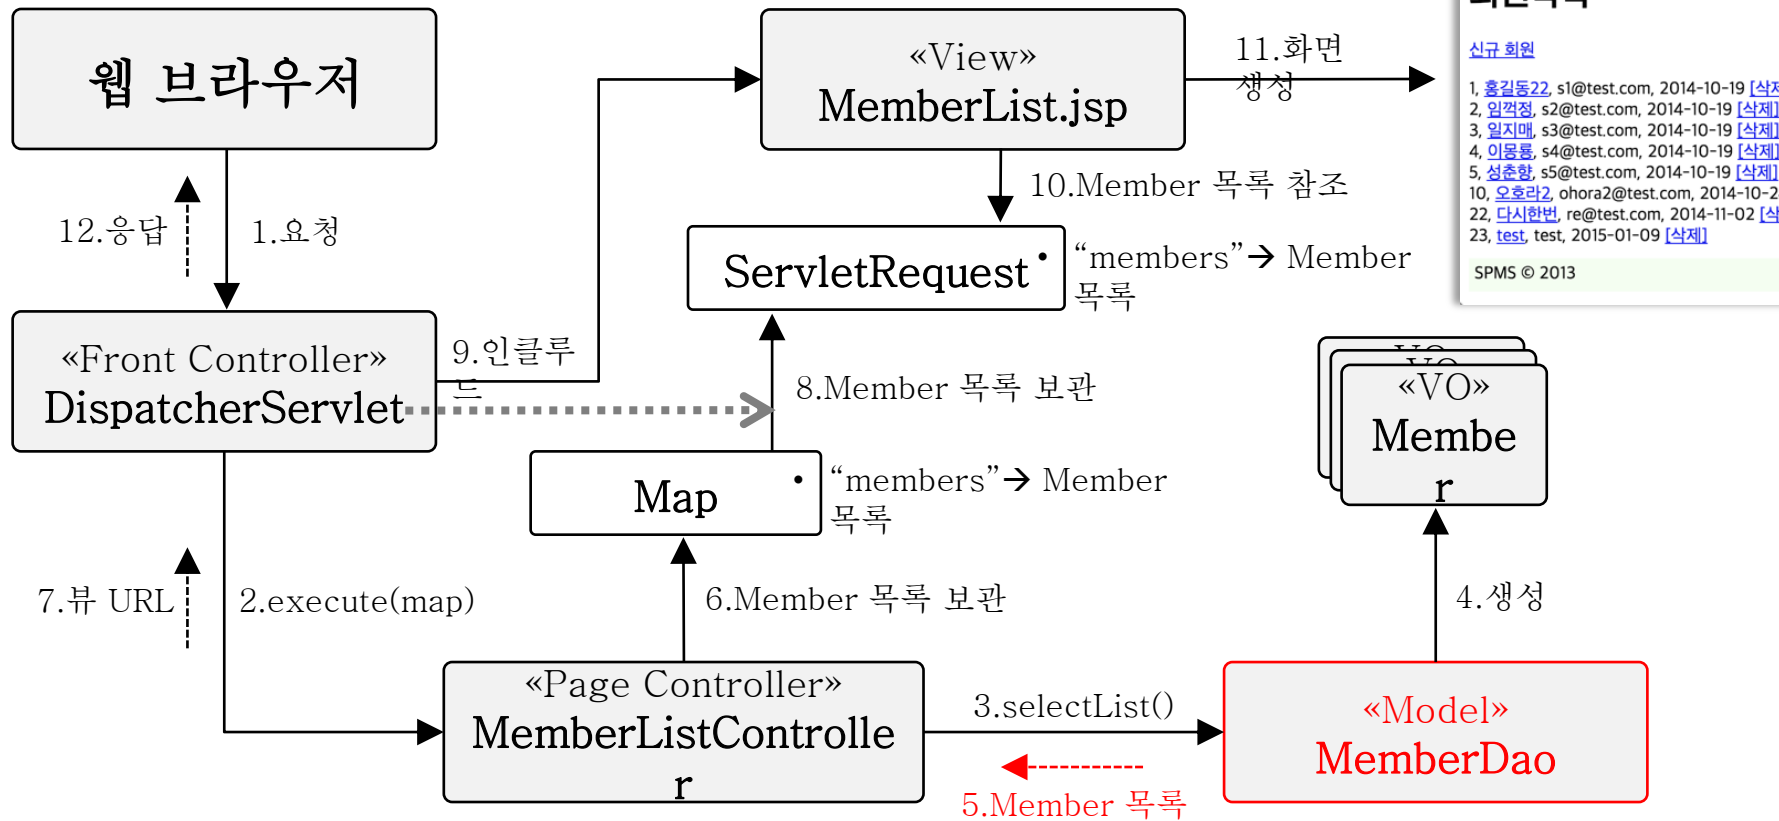 웹 브라우저
12.응답
1.요청
«Front Controller»
DispatcherServlet
9.인클루
드
«View»
MemberList.jsp
11.화면
생성
10.Member 목록 참조
ServletRequest
• “members”→ Member
목록
8.Member 목록 보관
Map
• “members”→ Member
목록
7.뷰 URL
2.execute(map)
6.Member 목록 보관
«Page Controller»
MemberListControlle
r
3.selectList()
5.Member 목록
«Model»
MemberDao
4.생성
«VO»
Membe
r
신규 회원
1, 홍길동22, s1@test.com, 2014-10-19 [삭제
2, 임꺽정, s2@test.com, 2014-10-19 [삭제]
3, 일지매, s3@test.com, 2014-10-19 [삭제]
4, 이몽룡, s4@test.com, 2014-10-19 [삭제]
5, 성춘향, s5@test.com, 2014-10-19 [삭제]
10, 오호라2, ohora2@test.com, 2014-10-2
22, 다시한번, re@test.com, 2014-11-02 [삭
23, test, test, 2015-01-09 [삭제]
SPMS © 2013